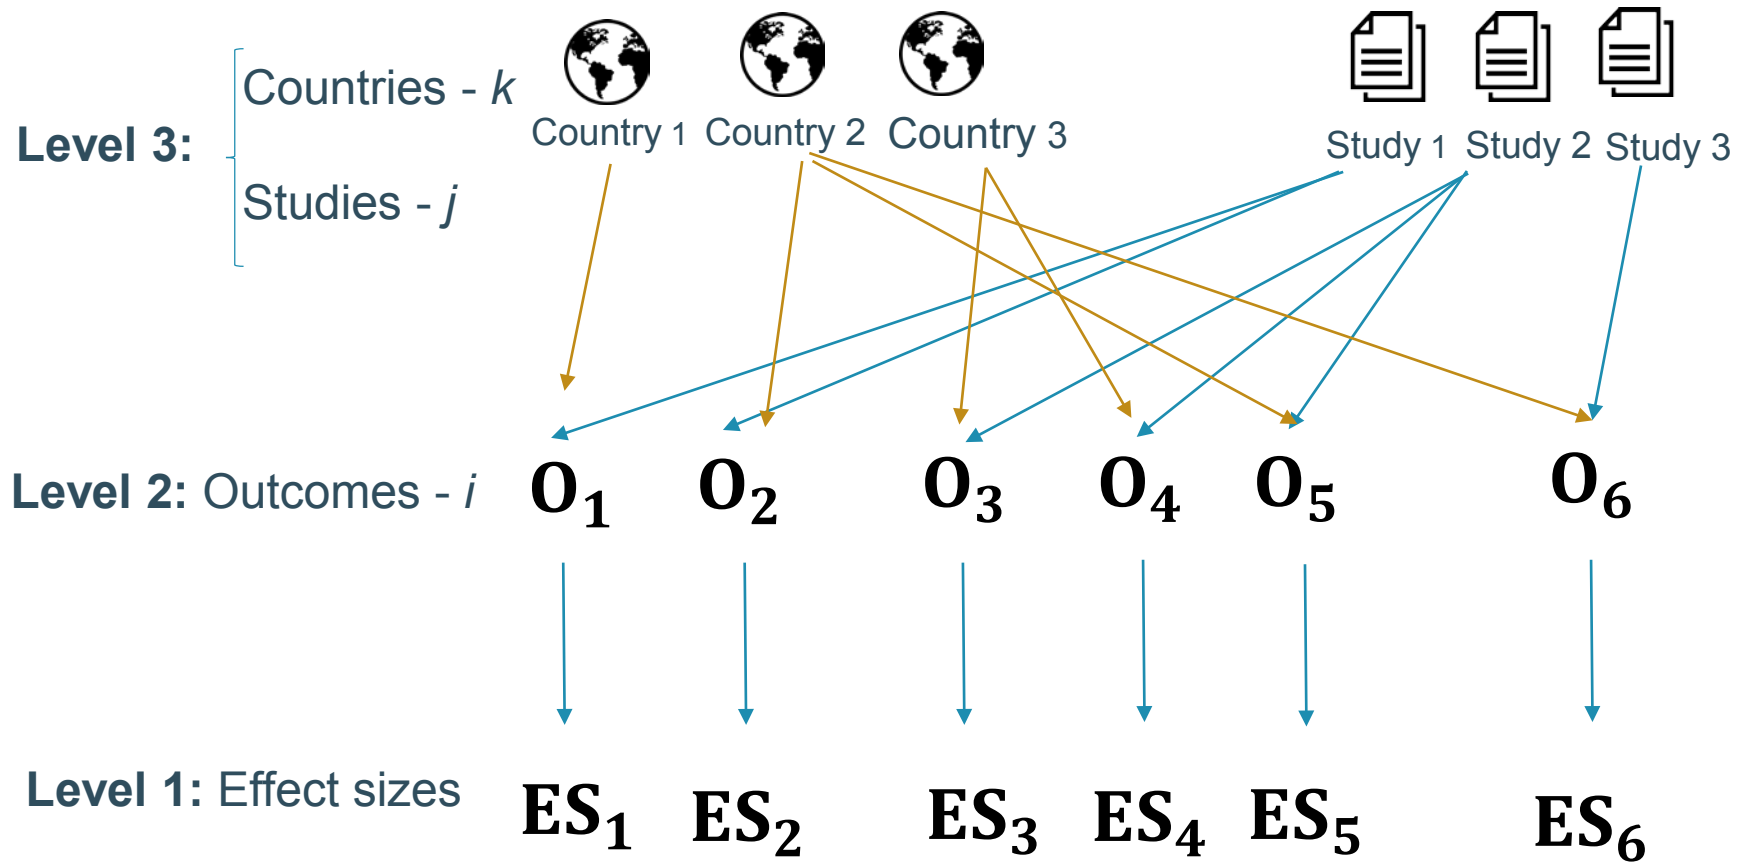 Countries - k
Level 3:
Studies - j
Country 1 Country 2 Country 3
Study 1 Study 2 Study 3
Level 2: Outcomes - i
O₁ O₂ O₃ O₄ O₅ O₆
Level 1: Effect sizes
ES₁ ES₂ ES₃ ES₄ ES₅ ES₆